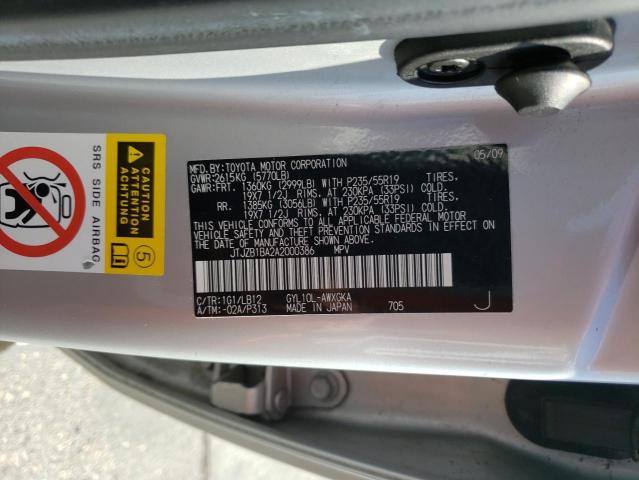 CAUTION
ATTENTION
Achtung
SRS SIDE AIRBAG
5
MFD. BY: TOYOTA MOTOR CORPORATION 05/09
GVWR: 2615KG (5770LB)
GAWR: FRT. 1360KG (2999LB) WITH P235/55R19 TIRES,
19X7 1/2J RIMS, AT 230KPA (33PSI) COLD.
RR. 1385KG (3056LB) WITH P235/55R19 TIRES,
19X7 1/2J RIMS, AT 230KPA (33PSI) COLD.
THIS VEHICLE CONFORMS TO ALL APPLICABLE FEDERAL MOTOR
VEHICLE SAFETY AND THEFT PREVENTION STANDARDS IN EFFECT
ON THE DATE OF MANUFACTURE SHOWN ABOVE.
JTJZB1BA2A2000386 MPV
C/TR: 1G1/LB12 GYL10L-AWXGKA
A/TM: -02A/P313 MADE IN JAPAN 705 J